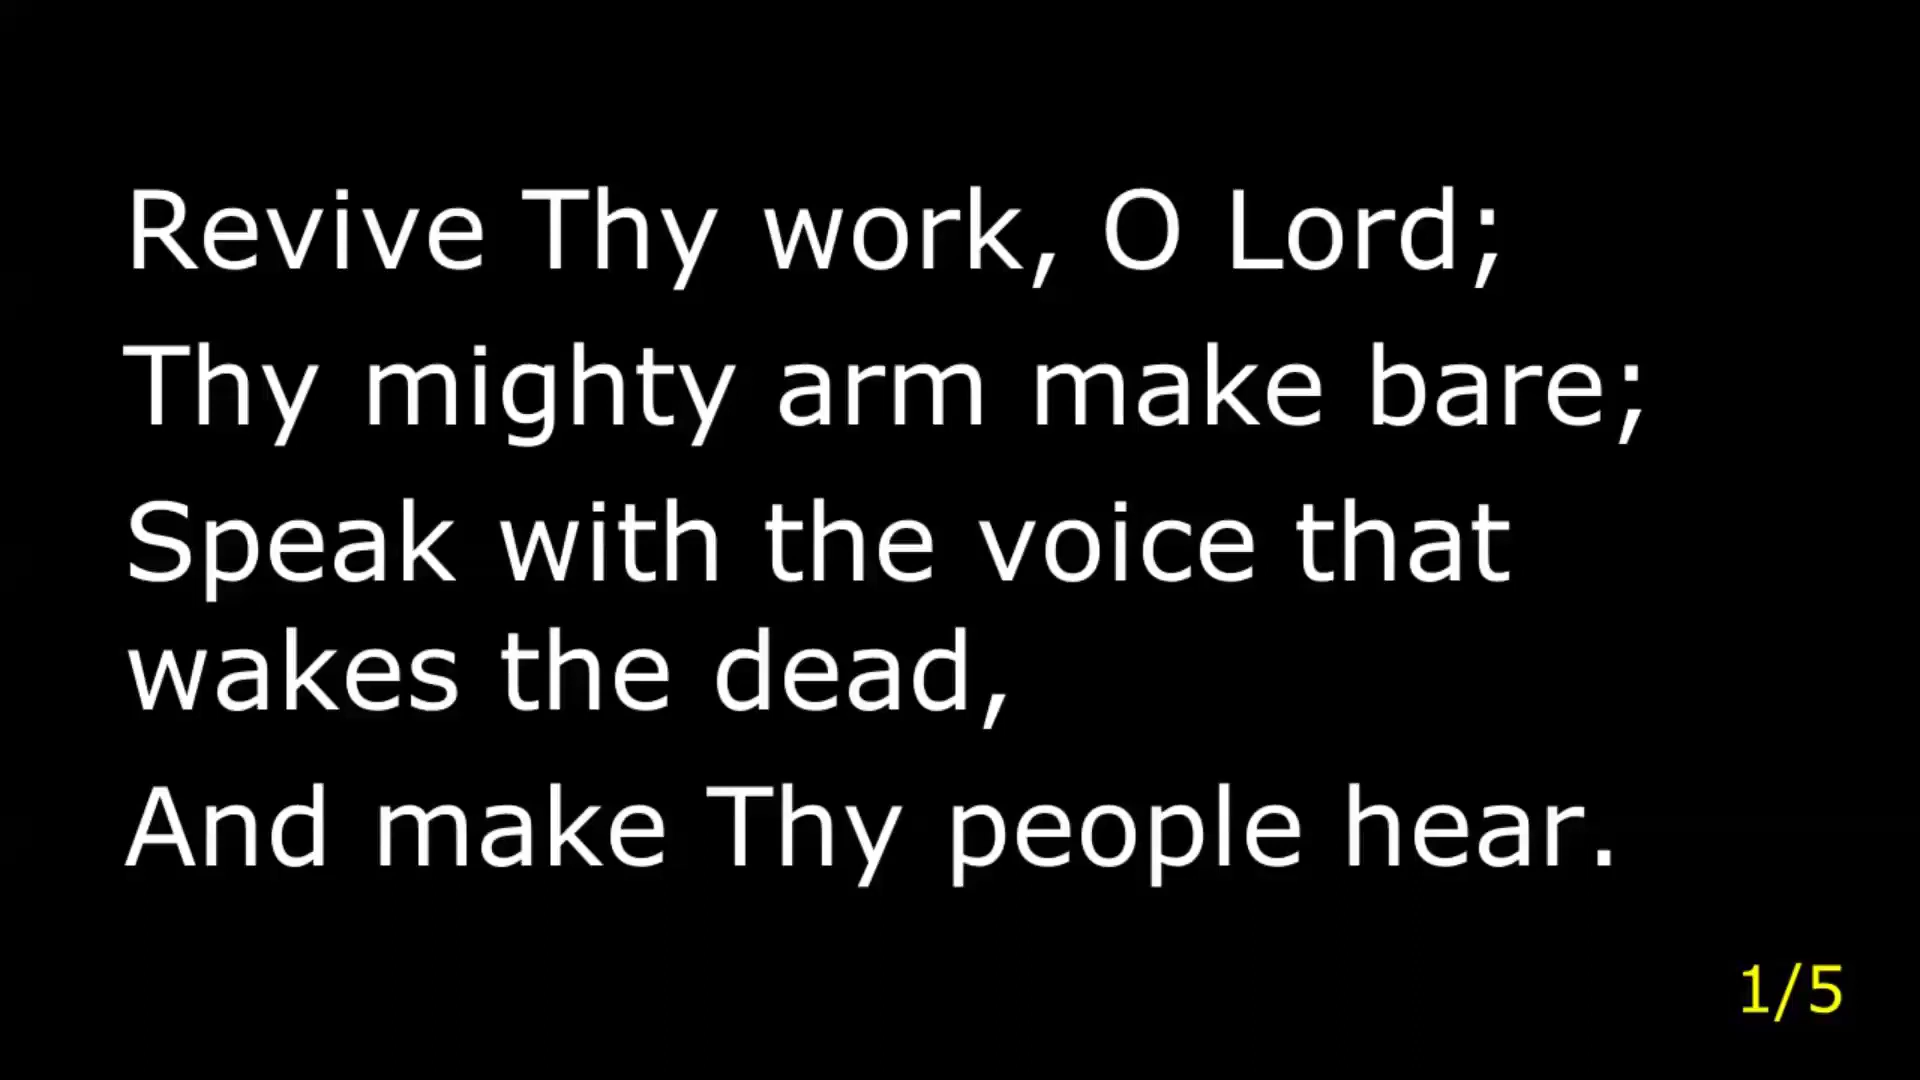 Revive Thy work, O Lord;
Thy mighty arm make bare;
Speak with the voice that
wakes the dead,
And make Thy people hear.
1/5